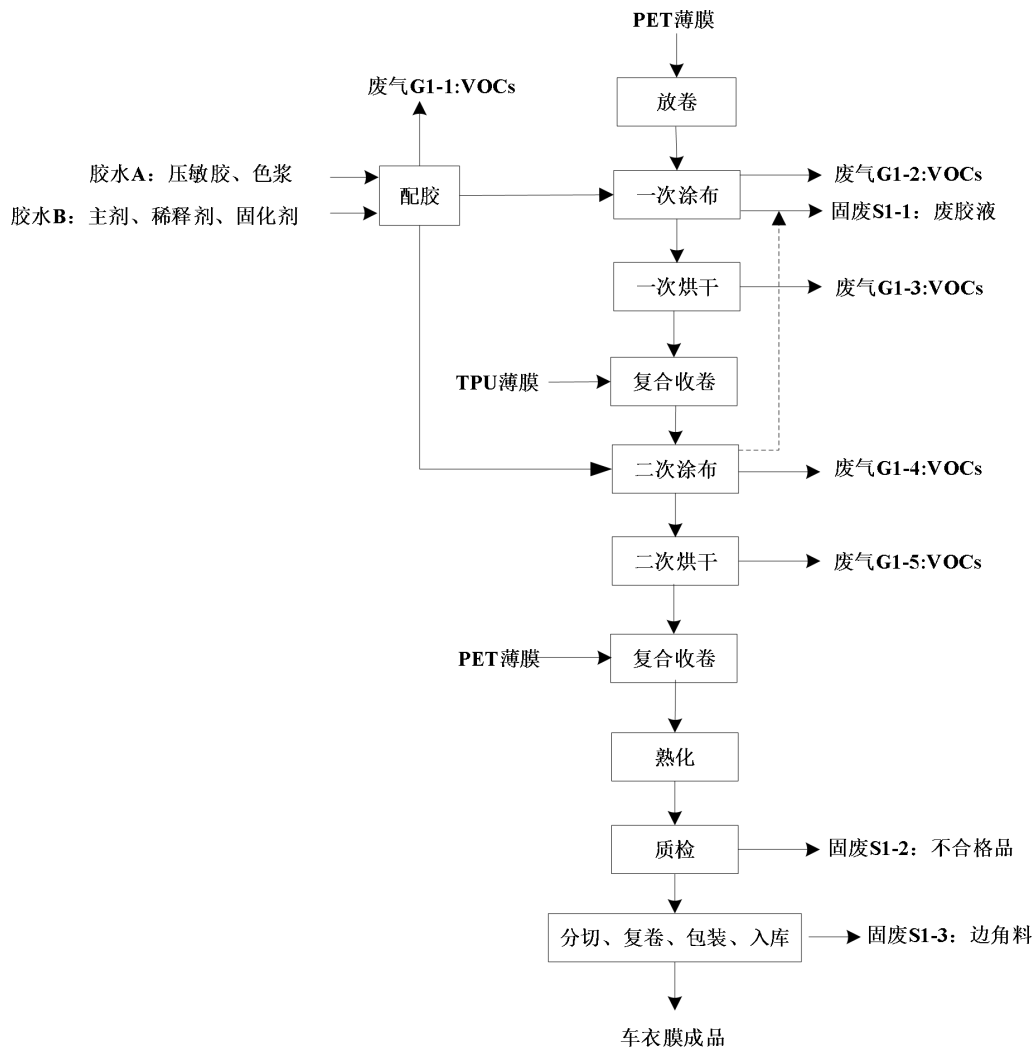 PET薄膜
废气G1-1:VOCs
放卷
胶水A：压敏胶、色浆
配胶
一次涂布
废气G1-2:VOCs
胶水B：主剂、稀释剂、固化剂
固废S1-1：废胶液
一次烘干
废气G1-3:VOCs
TPU薄膜
复合收卷
二次涂布
废气G1-4:VOCs
二次烘干
废气G1-5:VOCs
PET薄膜
复合收卷
熟化
质检
固废S1-2：不合格品
分切、复卷、包装、入库
固废S1-3：边角料
车衣膜成品